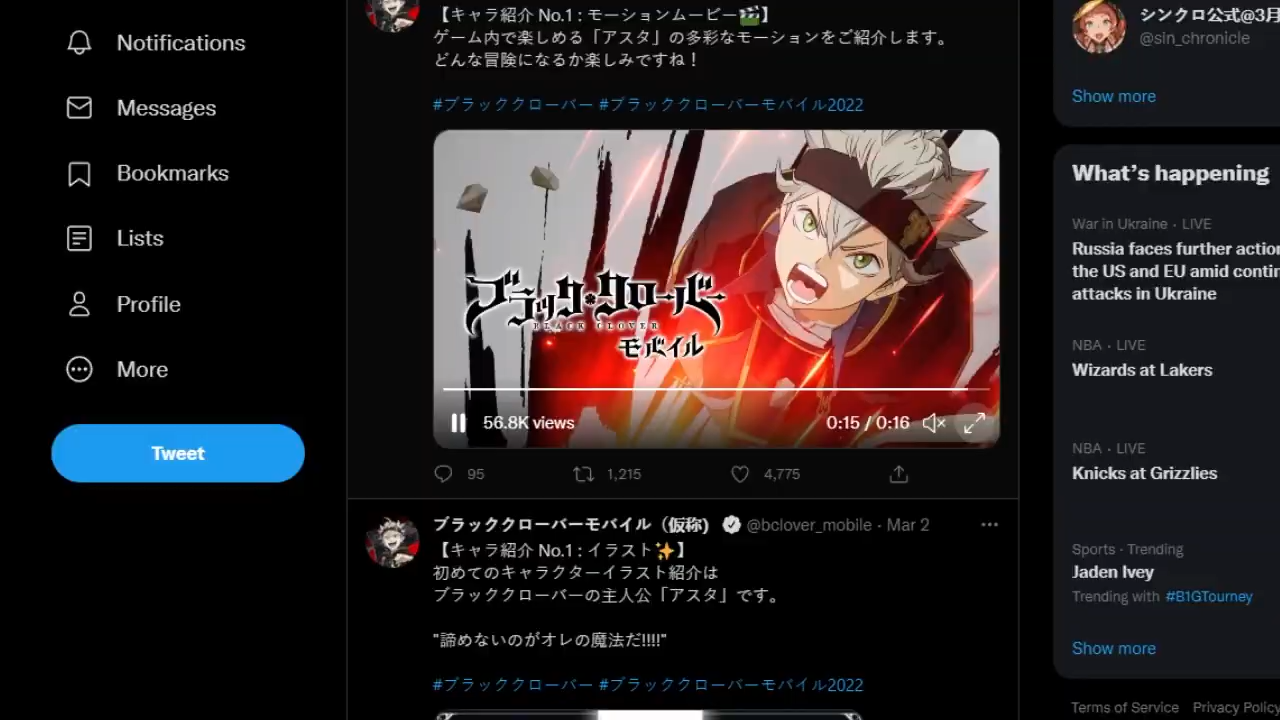 Notifications
Messages
Bookmarks
Lists
Profile
More
Tweet
【キャラ紹介 No.1 : モーションムービー🎬】
ゲーム内で楽しめる「アスタ」の多彩なモーションをご紹介します。
どんな冒険になるか楽しみですね！
#ブラッククローバー #ブラッククローバーモバイル2022
ブラッククローバー
BLACK CLOVER
モバイル
56.8K views
0:15 / 0:16
95
1,215
4,775
ブラッククローバーモバイル（仮称) @bclover_mobile · Mar 2
【キャラ紹介 No.1 : イラスト✨】
初めてのキャラクターイラスト紹介は
ブラッククローバーの主人公「アスタ」です。
"諦めないのがオレの魔法だ!!!!"
#ブラッククローバー #ブラッククローバーモバイル2022
シンクロ公式@3月
@sin_chronicle
Show more
What's happening
War in Ukraine · LIVE
Russia faces further action
the US and EU amid contin
attacks in Ukraine
NBA · LIVE
Wizards at Lakers
NBA · LIVE
Knicks at Grizzlies
Sports · Trending
Jaden Ivey
Trending with #B1GTourney
Show more
Terms of Service Privacy Policy